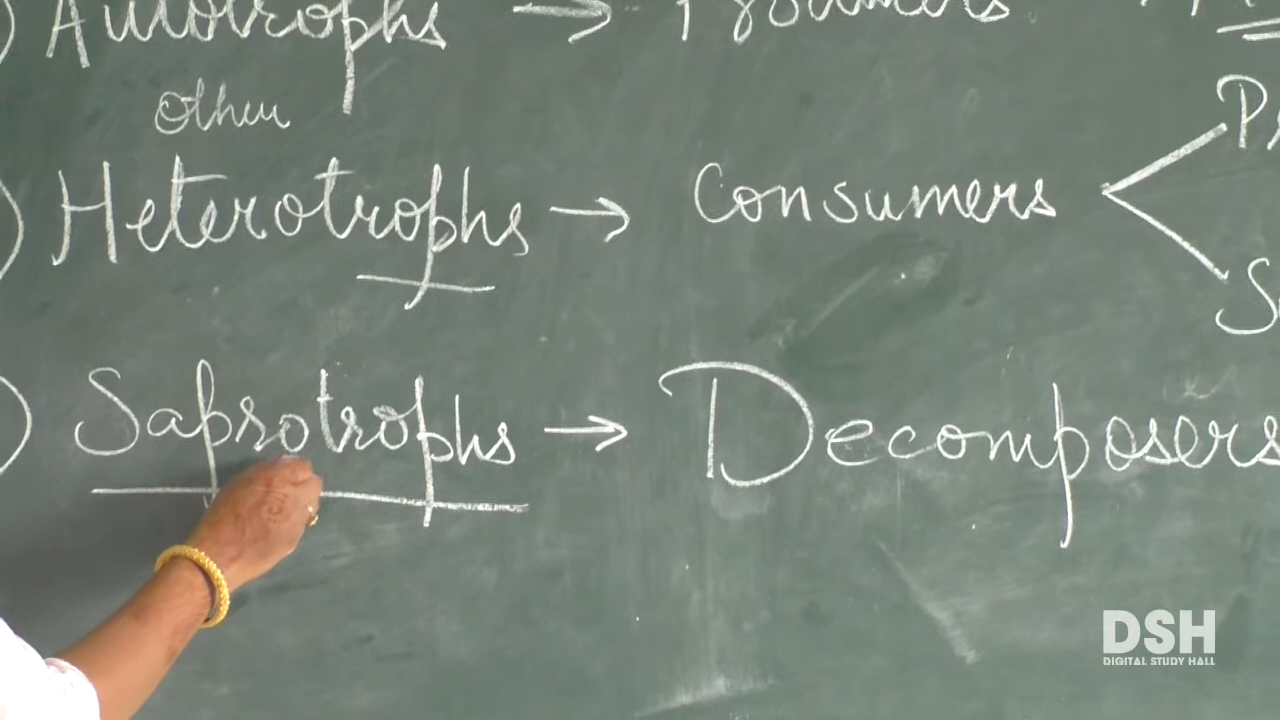 Autotrophs → Producers
other
Heterotrophs → Consumers
Saprotrophs → Decomposers
DSH
DIGITAL STUDY HALL